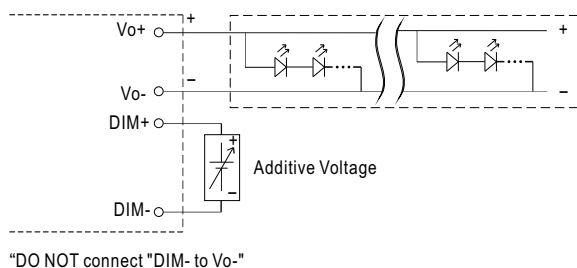 Vo+
+
+
–
Vo-
–
DIM+
+
Additive Voltage
–
DIM-
“DO NOT connect "DIM- to Vo-"